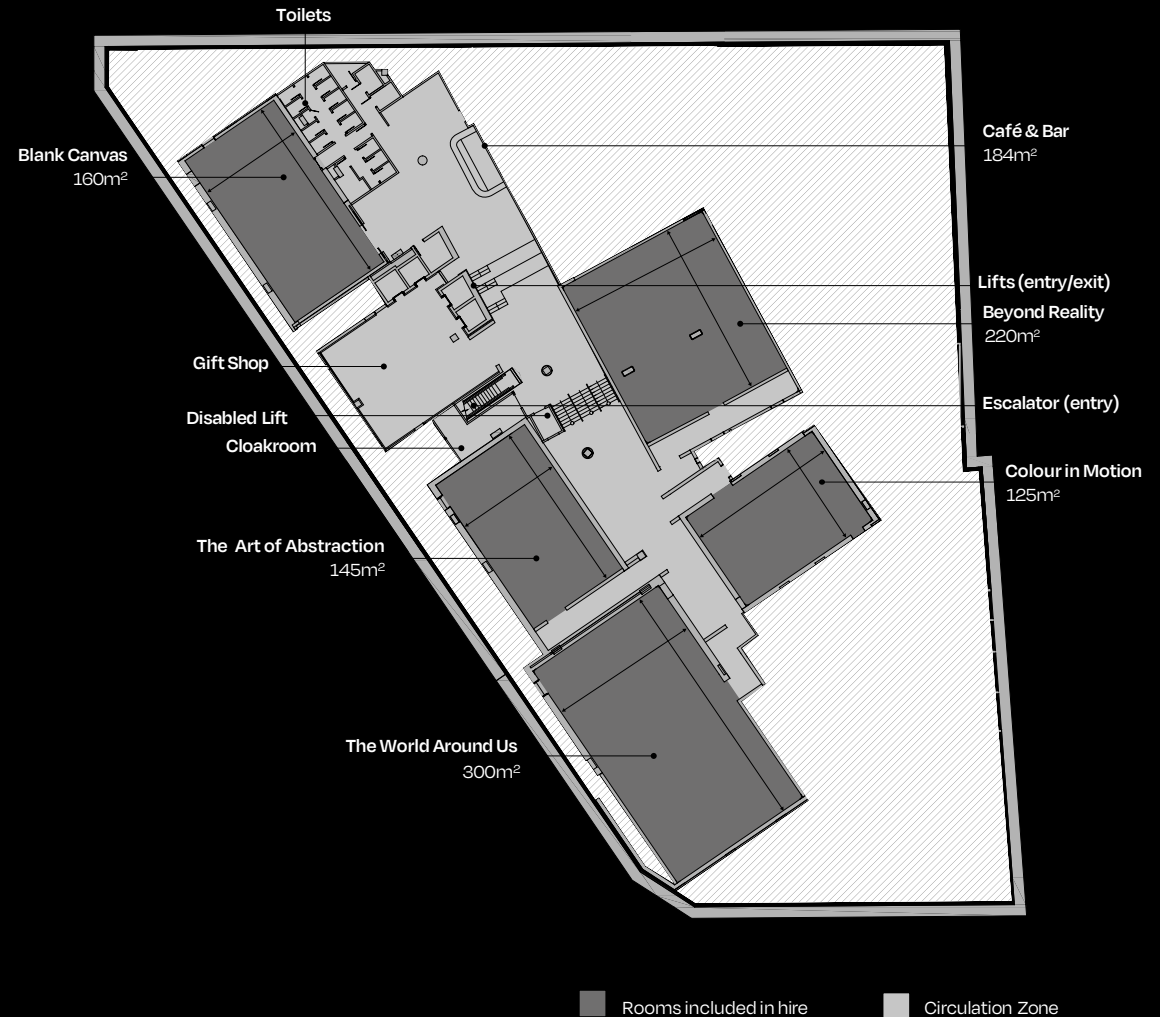 Toilets
Café & Bar
184m²
Blank Canvas
160m²
Lifts (entry/exit)
Beyond Reality
220m²
Gift Shop
Escalator (entry)
Disabled Lift
Cloakroom
Colour in Motion
125m²
The Art of Abstraction
145m²
The World Around Us
300m²
Rooms included in hire
Circulation Zone